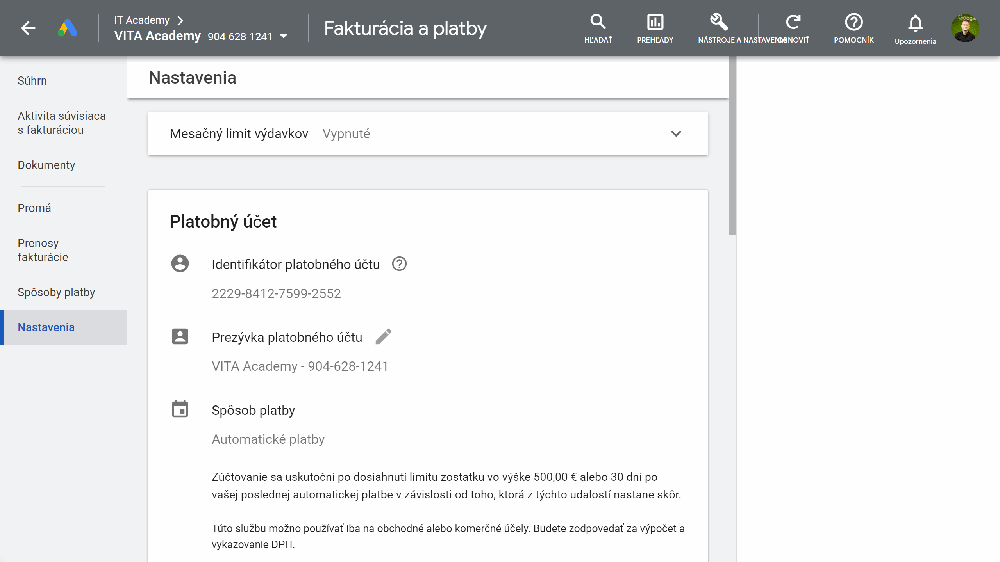 IT Academy
VITA Academy 904-628-1241
Fakturácia a platby
HĽADAŤ
PREHĽADY
NÁSTROJE A NASTAVENIA
OBNOVIŤ
POMOCNÍK
Upozornenia
Google
Súhrn
Aktivita súvisiaca
s fakturáciou
Dokumenty
Promá
Prenosy
fakturácie
Spôsoby platby
Nastavenia
Nastavenia
Mesačný limit výdavkov Vypnuté
Platobný účet
Identifikátor platobného účtu
2229-8412-7599-2552
Prezývka platobného účtu
VITA Academy - 904-628-1241
Spôsob platby
Automatické platby
Zúčtovanie sa uskutoční po dosiahnutí limitu zostatku vo výške 500,00 € alebo 30 dní po
vašej poslednej automatickej platbe v závislosti od toho, ktorá z týchto udalostí nastane skôr.
Túto službu možno používať iba na obchodné alebo komerčné účely. Budete zodpovedať za výpočet a
vykazovanie DPH.